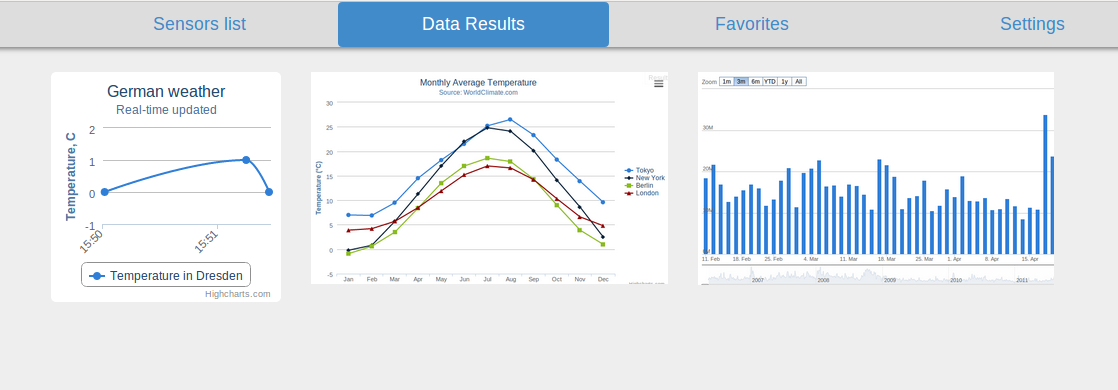 Sensors list
Data Results
Favorites
Settings
German weather
Real-time updated
Temperature, C
2
1
0
-1
15:50
15:51
Temperature in Dresden
Highcharts.com
Monthly Average Temperature
Source: WorldClimate.com
Temperature (°C)
30
25
20
15
10
5
0
-5
Jan Feb Mar Apr May Jun Jul Aug Sep Oct Nov Dec
Tokyo
New York
Berlin
London
Zoom 1m 3m 6m YTD 1y All
30M
20M
11. Feb 18. Feb 25. Feb 4. Mar 11. Mar 18. Mar 25. Mar 1. Apr 8. Apr 15. Apr
2007 2008 2009 2010 2011